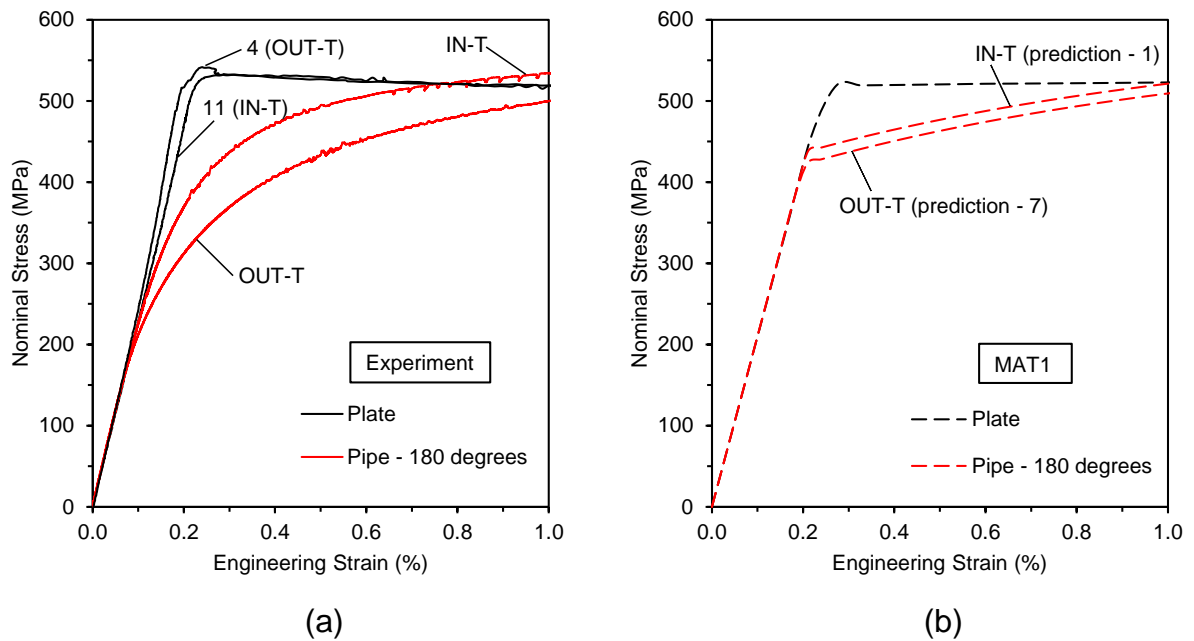 600
500
400
300
200
100
0
0.0 0.2 0.4 0.6 0.8 1.0
Nominal Stress (MPa)
Engineering Strain (%)
4 (OUT-T)
IN-T
11 (IN-T)
OUT-T
Experiment
Plate
Pipe - 180 degrees
(a)
600
500
400
300
200
100
0
0.0 0.2 0.4 0.6 0.8 1.0
Nominal Stress (MPa)
Engineering Strain (%)
IN-T (prediction - 1)
OUT-T (prediction - 7)
MAT1
Plate
Pipe - 180 degrees
(b)